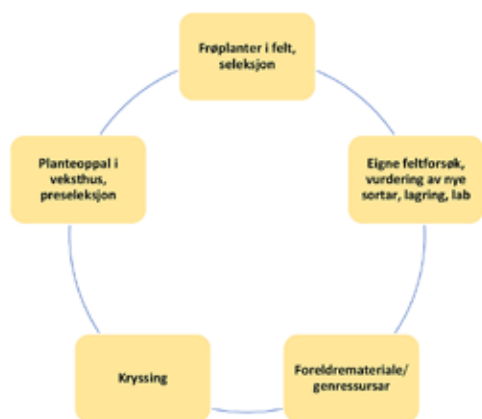 Frøplanter i felt,
seleksjon
Eigne feltforsøk,
vurdering av nye
sortar, lagring, lab
Foreldremateriale/
genressursar
Kryssing
Planteoppal i
veksthus,
preseleksjon